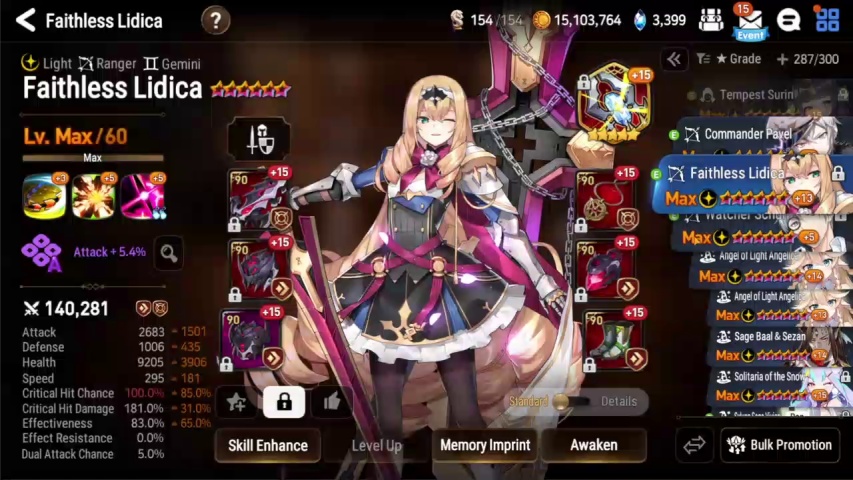 Faithless Lidica
?
154/154
15,103,764
3,399
15
Event
Light Ranger Gemini
Faithless Lidica
Lv. Max/60
Max
+3
+5
+5
A
Attack + 5.4%
140,281
Attack 2683 = 1501
Defense 1006 = 435
Health 9205 = 3906
Speed 295 = 181
Critical Hit Chance 100.0% = 85.0%
Critical Hit Damage 181.0% = 31.0%
Effectiveness 83.0% = 65.0%
Effect Resistance 0.0%
Dual Attack Chance 5.0%
+15
90
+15
90
+15
90
+15
+15
90
+15
90
+15
90
+15
Standard
Details
Skill Enhance
Level Up
Memory Imprint
Awaken
Grade
287/300
Tempest Surin
E
Commander Pavel
E
Faithless Lidica
Max
+13
Watcher
Max
+5
Angel of Light Angelica
Max
+14
Angel of Light Angelica
Max
Sage Baal & Sezan
Max
+14
Solitaria of the Snow
Max
+15
Bulk Promotion